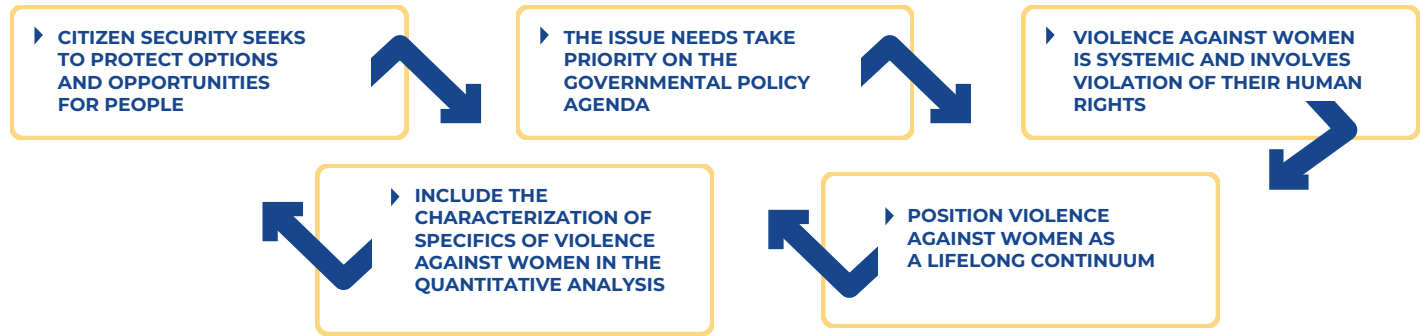 CITIZEN SECURITY SEEKS
TO PROTECT OPTIONS
AND OPPORTUNITIES
FOR PEOPLE
THE ISSUE NEEDS TAKE
PRIORITY ON THE
GOVERNMENTAL POLICY
AGENDA
VIOLENCE AGAINST WOMEN
IS SYSTEMIC AND INVOLVES
VIOLATION OF THEIR HUMAN
RIGHTS
POSITION VIOLENCE
AGAINST WOMEN AS
A LIFELONG CONTINUUM
INCLUDE THE
CHARACTERIZATION OF
SPECIFICS OF VIOLENCE
AGAINST WOMEN IN THE
QUANTITATIVE ANALYSIS